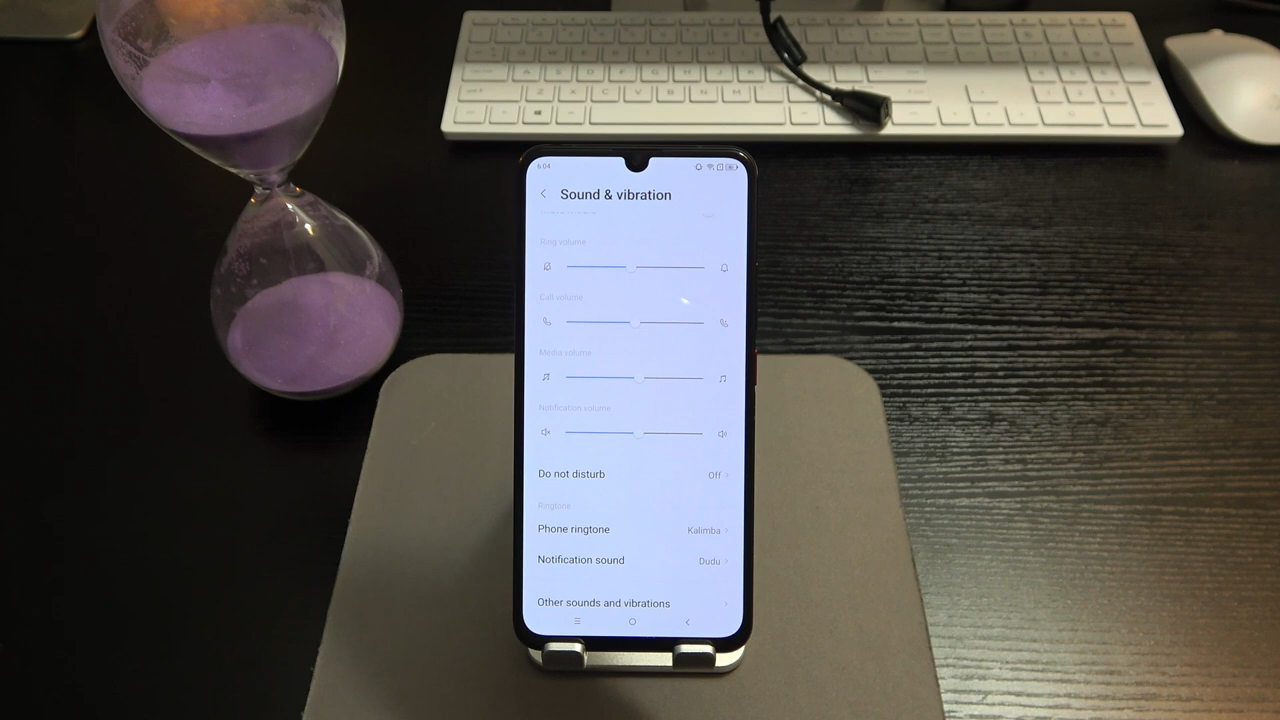 A S D F G H J K
Z X C V B N M
6:04
Sound & vibration
Ring volume
Call volume
Media volume
Notification volume
Do not disturb Off
Ringtone
Phone ringtone Kalimba
Notification sound Dudu
Other sounds and vibrations